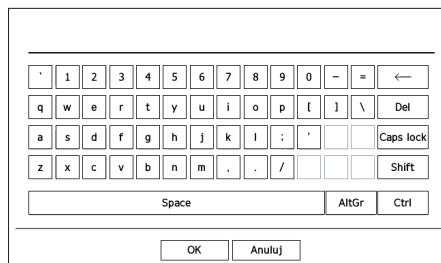 ` 1 2 3 4 5 6 7 8 9 0 - = ←
q w e r t y u i o p [ ] \ Del
a s d f g h j k l ; ' Caps lock
z x c v b n m , . / Shift
Space AltGr Ctrl
OK Anuluj